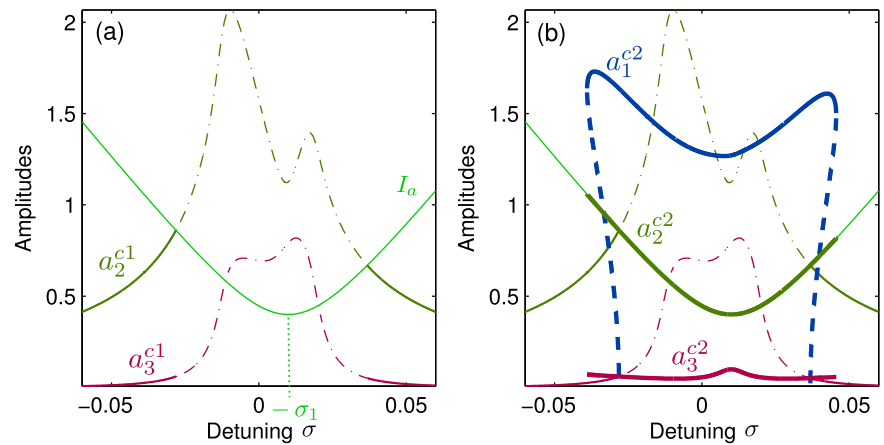 (a)
Amplitudes
2
1.5
1
0.5
I_a
a_2^{c1}
a_3^{c1}
−σ_1
−0.05 0 0.05
Detuning σ
(b)
Amplitudes
2
1.5
1
0.5
a_1^{c2}
a_2^{c2}
a_3^{c2}
−0.05 0 0.05
Detuning σ